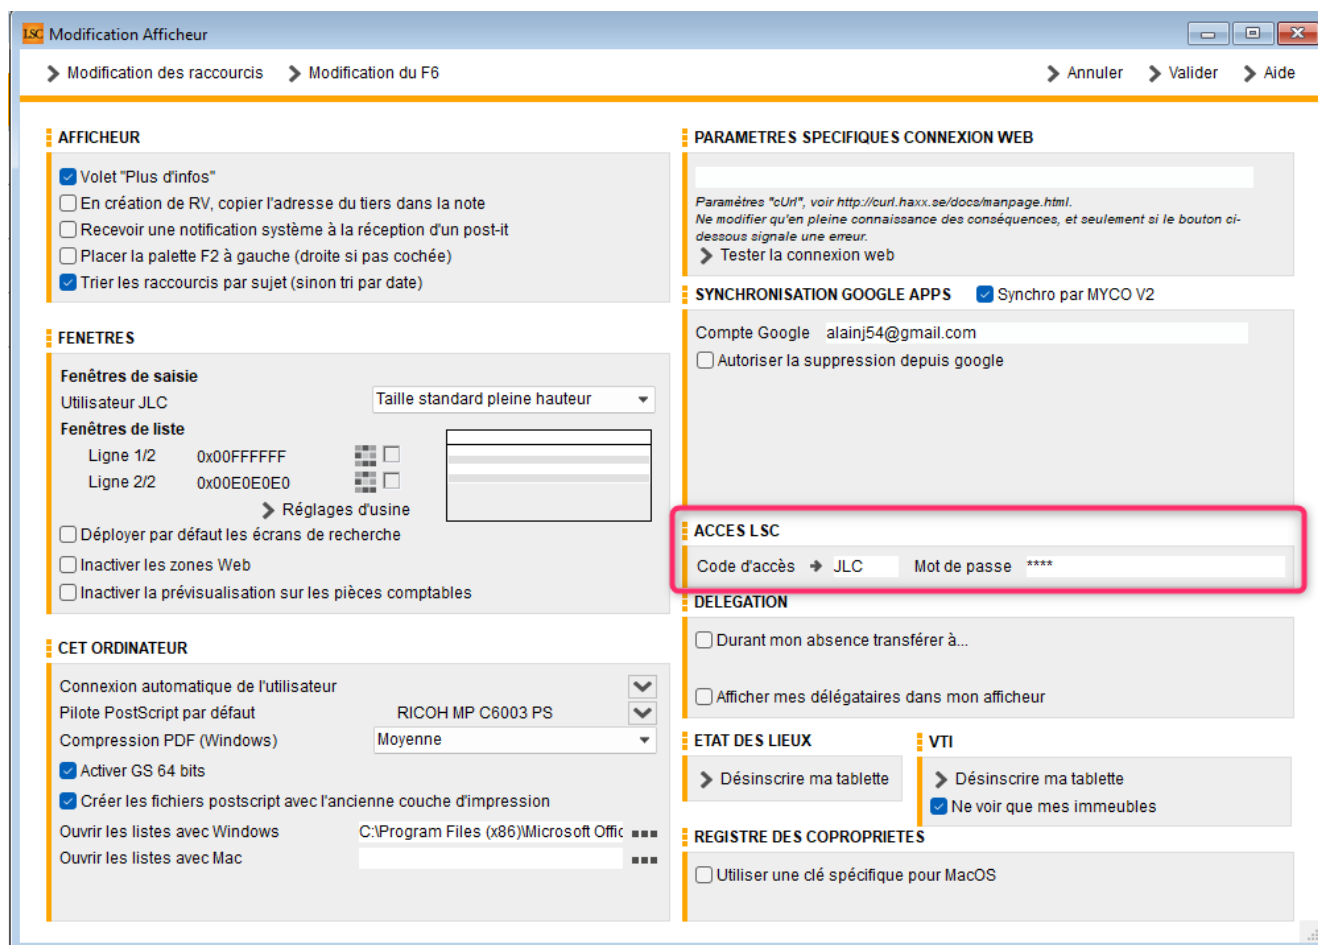 LSC Modification Afficheur
Modification des raccourcis Modification du F6 Annuler Valider Aide
AFFICHEUR
Volet "Plus d'infos"
En création de RV, copier l'adresse du tiers dans la note
Recevoir une notification système à la réception d'un post-it
Placer la palette F2 à gauche (droite si pas cochée)
Trier les raccourcis par sujet (sinon tri par date)
FENETRES
Fenêtres de saisie
Utilisateur JLC Taille standard pleine hauteur
Fenêtres de liste
Ligne 1/2 0x00FFFFFF
Ligne 2/2 0x00E0E0E0
Réglages d'usine
Déployer par défaut les écrans de recherche
Inactiver les zones Web
Inactiver la prévisualisation sur les pièces comptables
CET ORDINATEUR
Connexion automatique de l'utilisateur
Pilote PostScript par défaut RICOH MP C6003 PS
Compression PDF (Windows) Moyenne
Activer GS 64 bits
Créer les fichiers postscript avec l'ancienne couche d'impression
Ouvrir les listes avec Windows C:\Program Files (x86)\Microsoft Offic
Ouvrir les listes avec Mac
PARAMETRES SPECIFIQUES CONNEXION WEB
Paramètres "cUrl", voir http://curl.haxx.se/docs/manpage.html.
Ne modifier qu'en pleine connaissance des conséquences, et seulement si le bouton ci-
dessous signale une erreur.
Tester la connexion web
SYNCHRONISATION GOOGLE APPS Synchro par MYCO V2
Compte Google alainj54@gmail.com
Autoriser la suppression depuis google
ACCES LSC
Code d'accès JLC Mot de passe ****
DELEGATION
Durant mon absence transférer à...
Afficher mes délégataires dans mon afficheur
ETAT DES LIEUX
Désinscrire ma tablette
VTI
Désinscrire ma tablette
Ne voir que mes immeubles
REGISTRE DES COPROPRIETES
Utiliser une clé spécifique pour MacOS